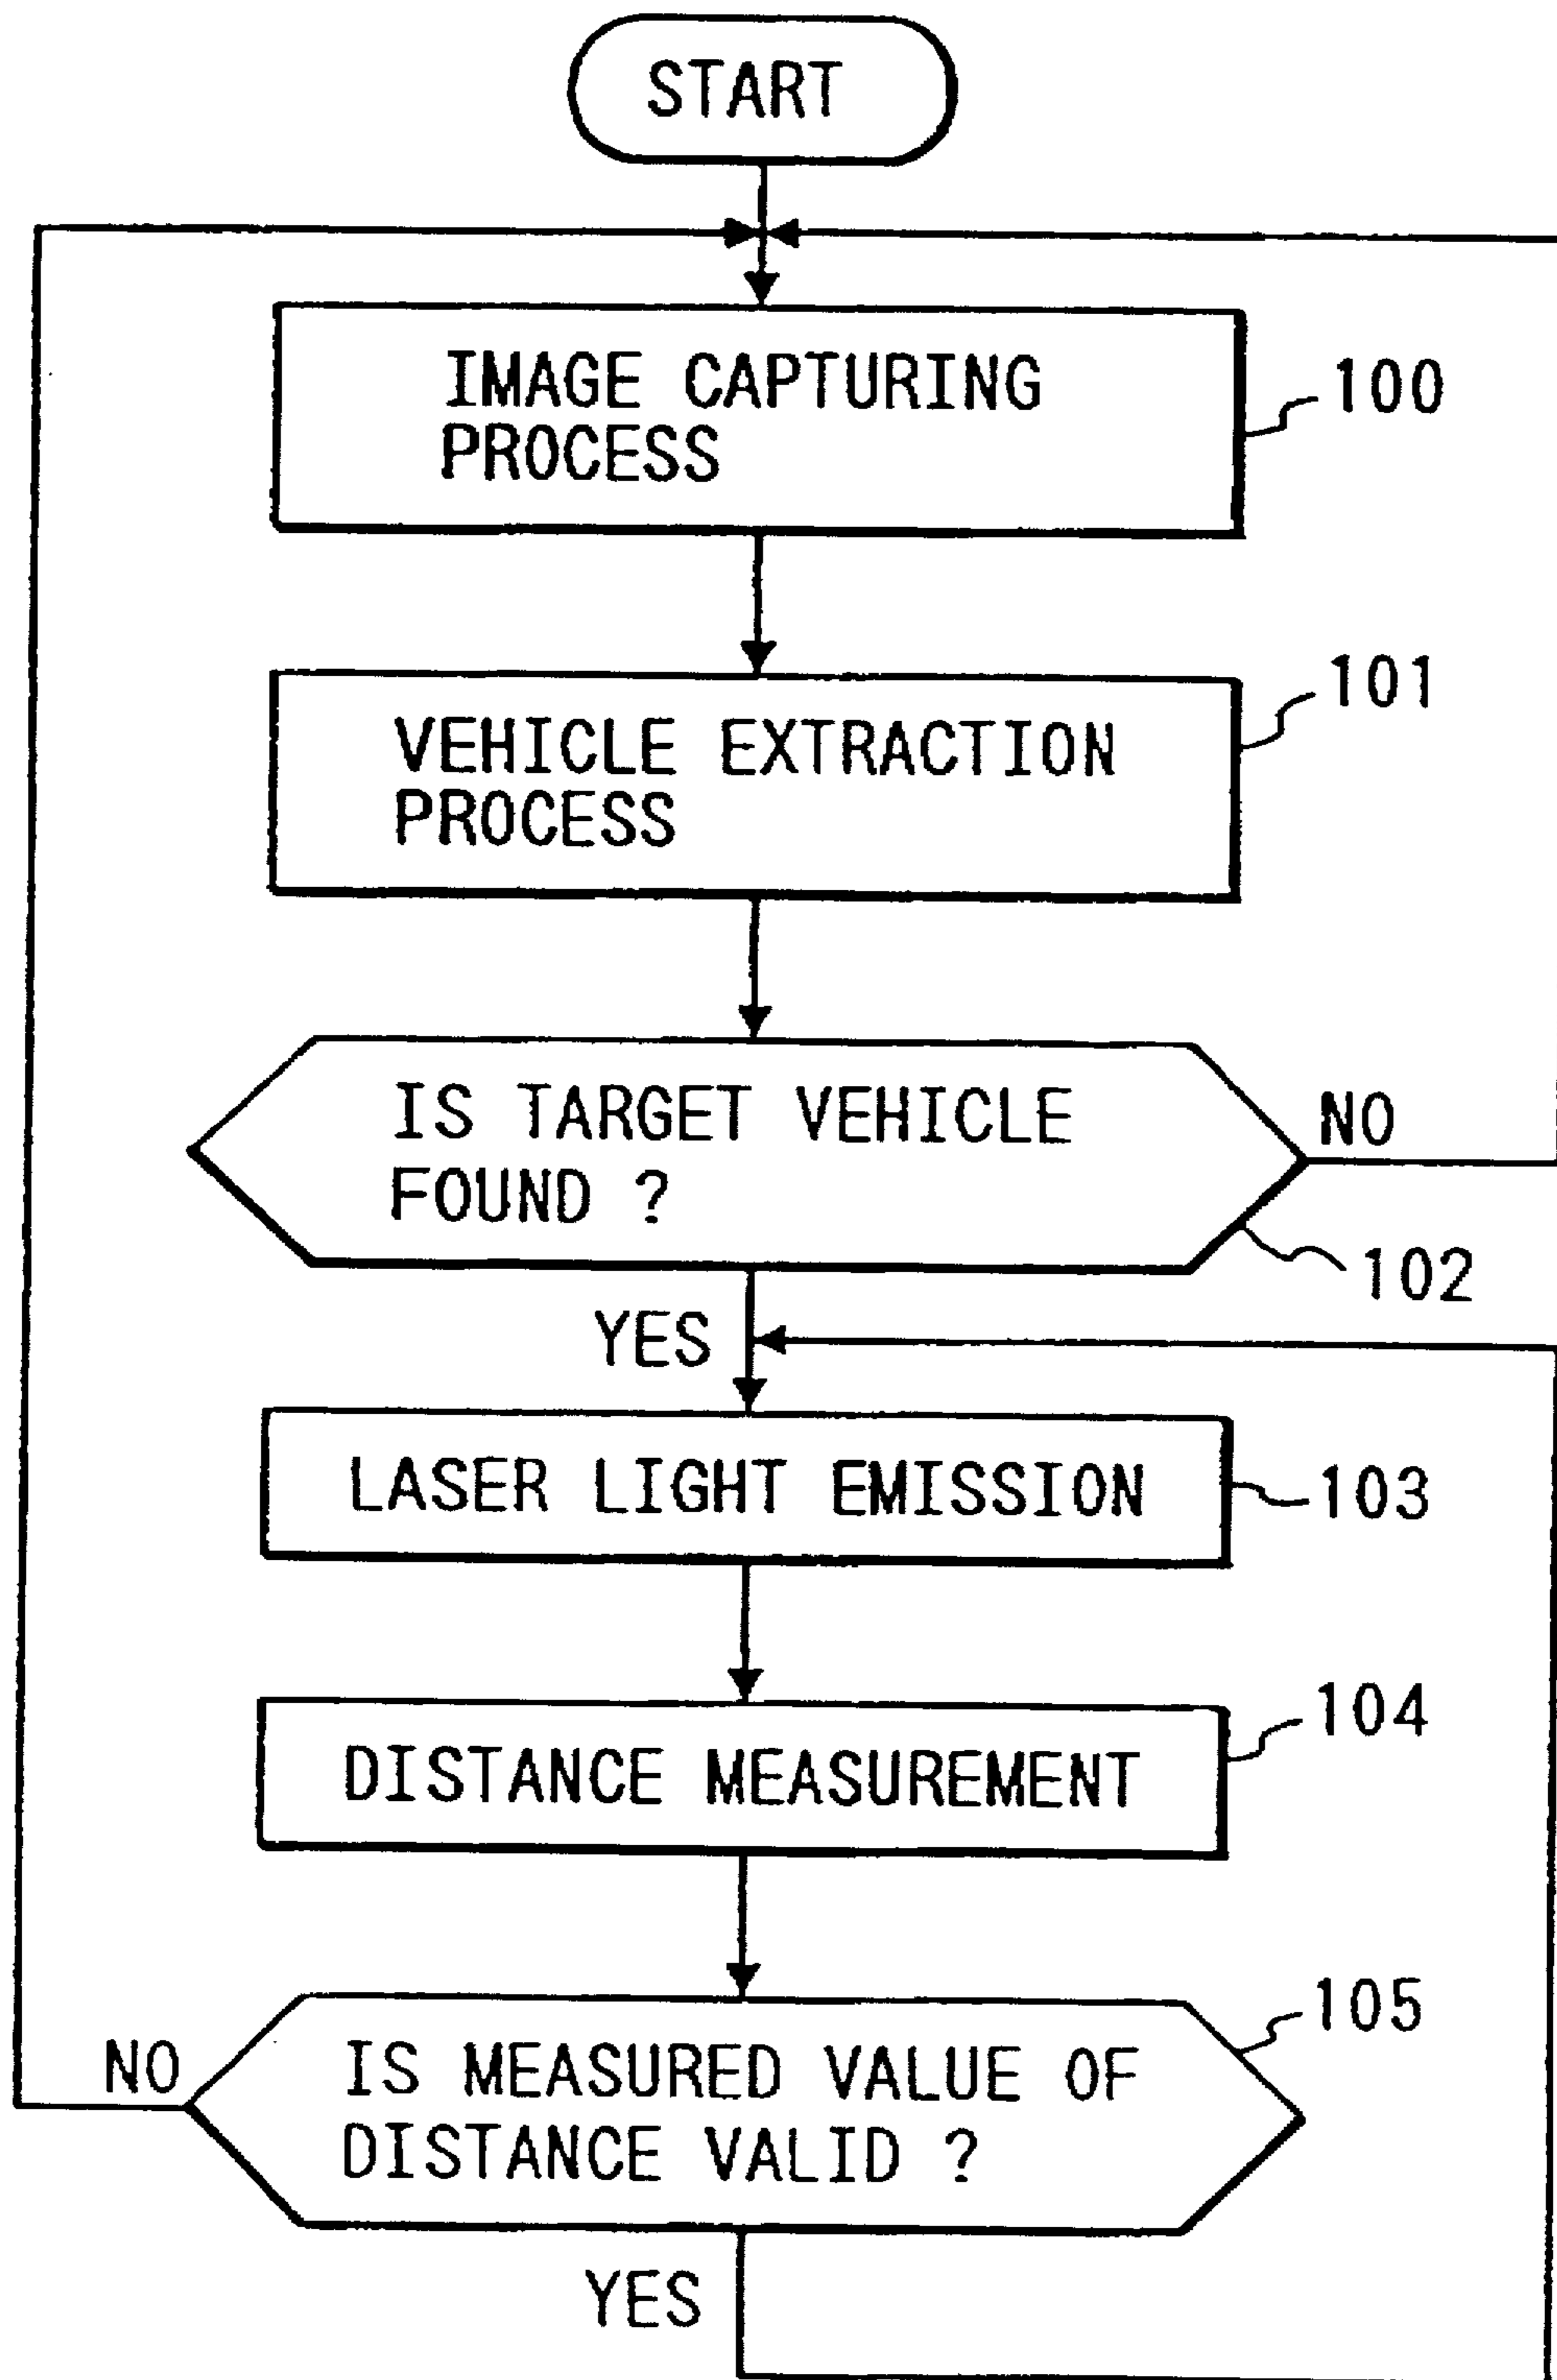 START
IMAGE CAPTURING
PROCESS
100
VEHICLE EXTRACTION
PROCESS
101
IS TARGET VEHICLE
FOUND ?
NO
102
YES
LASER LIGHT EMISSION
103
DISTANCE MEASUREMENT
104
IS MEASURED VALUE OF
DISTANCE VALID ?
105
NO
YES